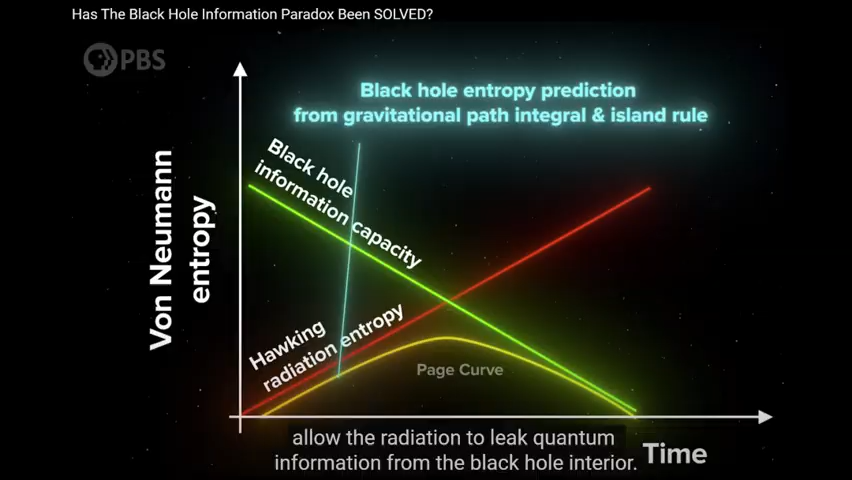 Has The Black Hole Information Paradox Been SOLVED?
PBS
Black hole entropy prediction
from gravitational path integral & island rule
Black hole
information capacity
Von Neumann
entropy
Hawking
radiation entropy
Page Curve
allow the radiation to leak quantum
information from the black hole interior.
Time